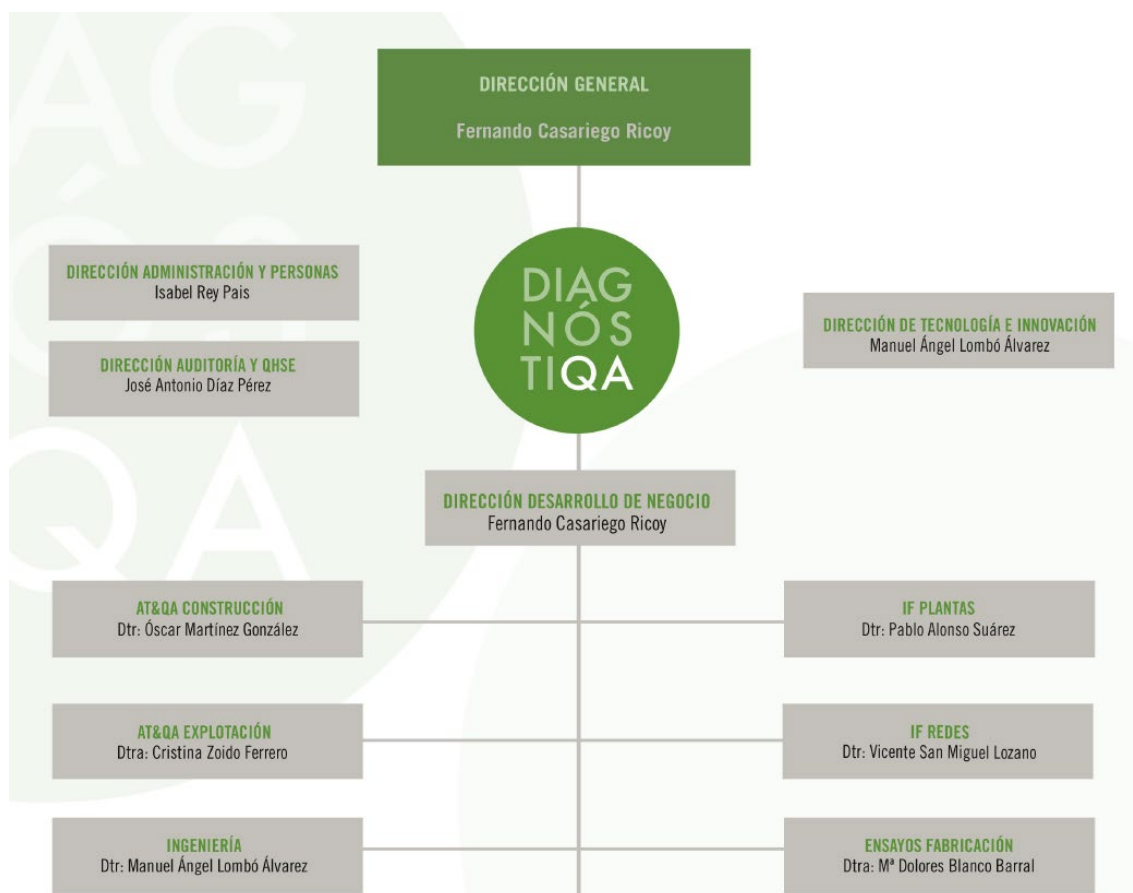 DIRECCIÓN GENERAL
Fernando Casariego Ricoy
DIRECCIÓN ADMINISTRACIÓN Y PERSONAS
Isabel Rey Pais
DIRECCIÓN AUDITORÍA Y QHSE
José Antonio Díaz Pérez
DIAG
NÓS
TIQA
DIRECCIÓN DE TECNOLOGÍA E INNOVACIÓN
Manuel Ángel Lombó Álvarez
DIRECCIÓN DESARROLLO DE NEGOCIO
Fernando Casariego Ricoy
AT&QA CONSTRUCCIÓN
Dtr: Óscar Martínez González
IF PLANTAS
Dtr: Pablo Alonso Suárez
AT&QA EXPLOTACIÓN
Dtra: Cristina Zoido Ferrero
IF REDES
Dtr: Vicente San Miguel Lozano
INGENIERÍA
Dtr: Manuel Ángel Lombó Álvarez
ENSAYOS FABRICACIÓN
Dtra: Mª Dolores Blanco Barral
AG
QA